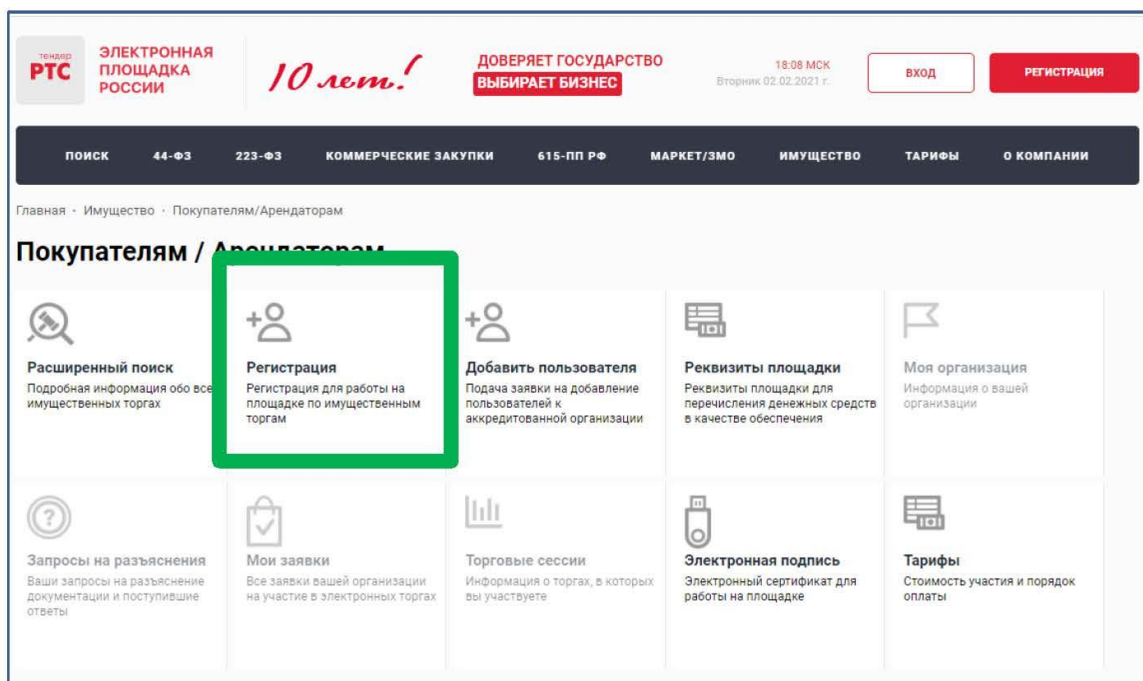 тендер
РТС
ЭЛЕКТРОННАЯ
ПЛОЩАДКА
РОССИИ
10 лет!
ДОВЕРЯЕТ ГОСУДАРСТВО
ВЫБИРАЕТ БИЗНЕС
18:08 МСК
Вторник 02.02.2021 г.
ВХОД
РЕГИСТРАЦИЯ
ПОИСК 44-ФЗ 223-ФЗ КОММЕРЧЕСКИЕ ЗАКУПКИ 615-ПП РФ МАРКЕТ/ЗМО ИМУЩЕСТВО ТАРИФЫ О КОМПАНИИ
Главная · Имущество · Покупателям/Арендаторам
Покупателям / Арендаторам
Расширенный поиск
Подробная информация обо все
имущественных торгах
Регистрация
Регистрация для работы на
площадке по имущественным
торгам
Добавить пользователя
Подача заявки на добавление
пользователей к
аккредитованной организации
Реквизиты площадки
Реквизиты площадки для
перечисления денежных средств
в качестве обеспечения
Моя организация
Информация о вашей
организации
Запросы на разъяснения
Ваши запросы на разъяснение
документации и поступившие
ответы
Мои заявки
Все заявки вашей организации
на участие в электронных торгах
Торговые сессии
Информация о торгах, в которых
вы участвуете
Электронная подпись
Электронный сертификат для
работы на площадке
Тарифы
Стоимость участия и порядок
оплаты